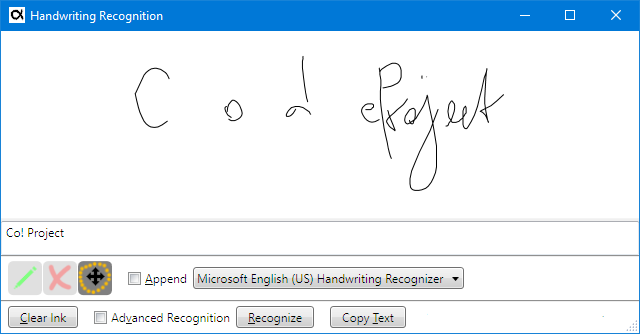 Handwriting Recognition
C o d eProject
Co! Project
Append Microsoft English (US) Handwriting Recognizer
Clear Ink Advanced Recognition Recognize Copy Text